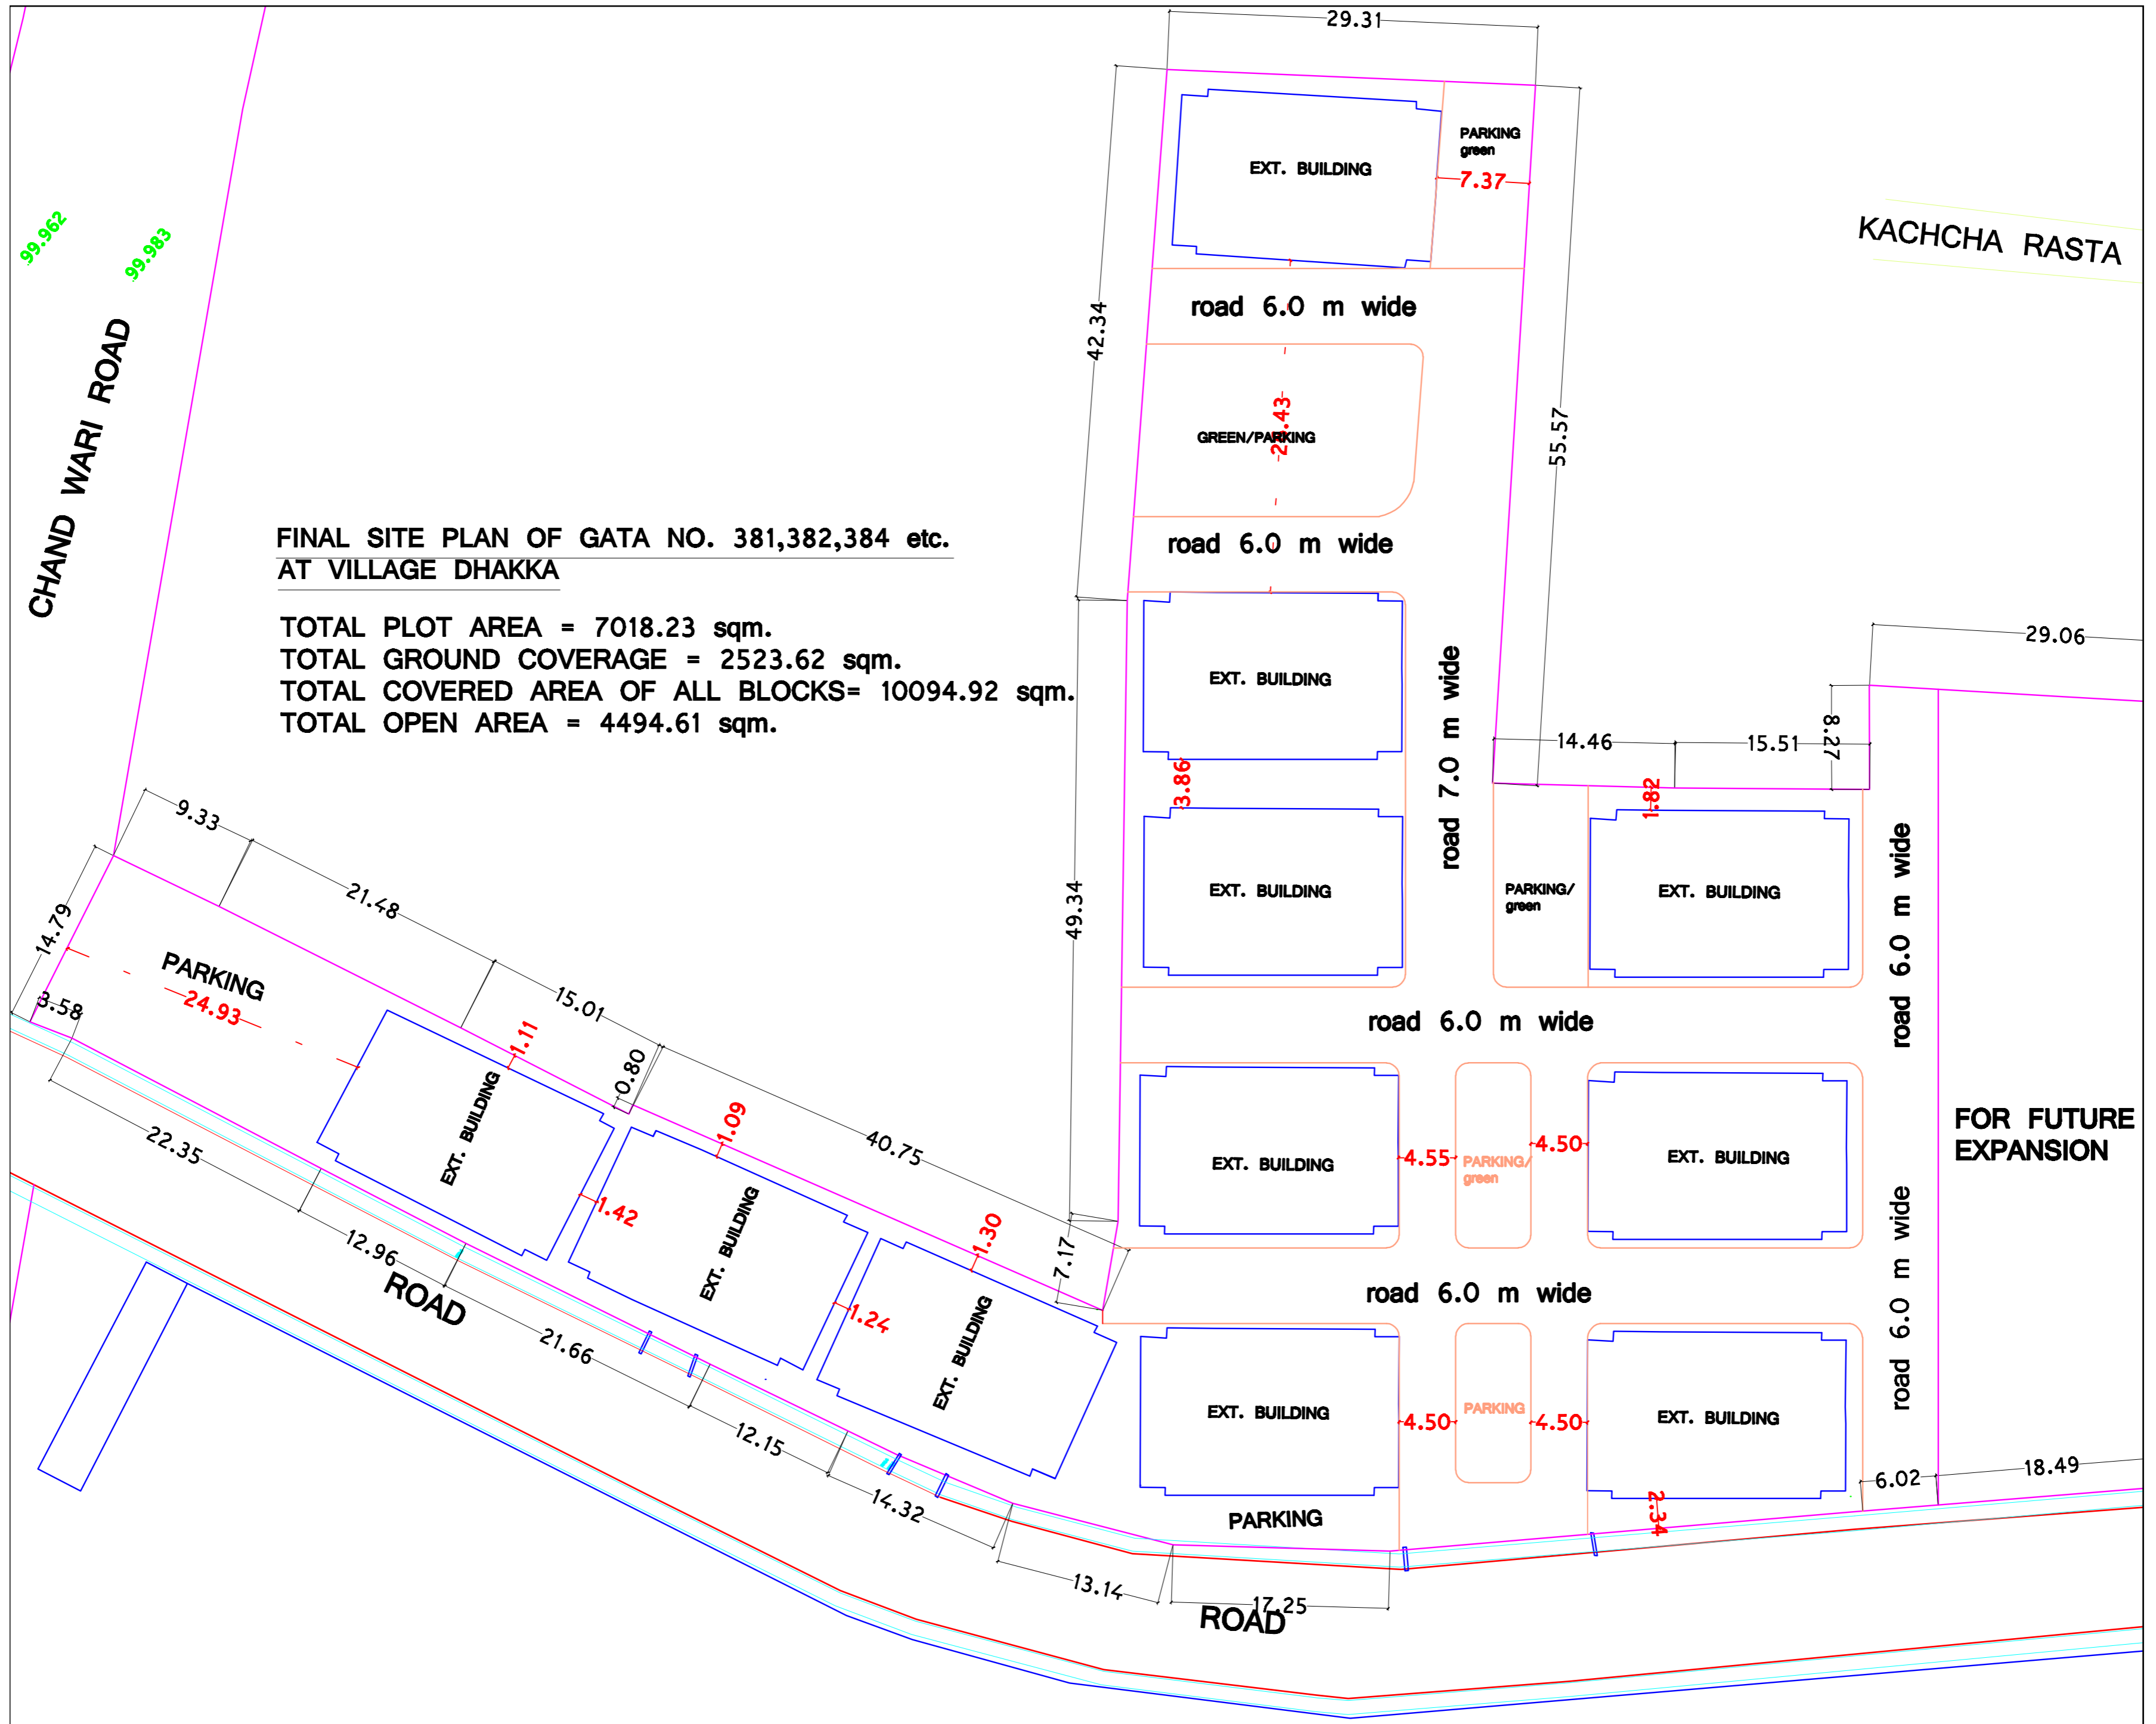 29.31
PARKING
green
EXT. BUILDING
7.37
KACHCHA RASTA
99.962
99.983
CHAND WARI ROAD
road 6.0 m wide
42.34
55.57
GREEN/PARKING
road 6.0 m wide
FINAL SITE PLAN OF GATA NO. 381,382,384 etc.
AT VILLAGE DHAKKA
TOTAL PLOT AREA = 7018.23 sqm.
TOTAL GROUND COVERAGE = 2523.62 sqm.
TOTAL COVERED AREA OF ALL BLOCKS= 10094.92 sqm.
TOTAL OPEN AREA = 4494.61 sqm.
29.06
EXT. BUILDING
road 7.0 m wide
8.27
14.46
15.51
3.86
1.82
9.33
21.48
49.34
EXT. BUILDING
PARKING/
green
EXT. BUILDING
road 6.0 m wide
14.79
PARKING
24.93
3.58
15.01
1.11
road 6.0 m wide
0.80
1.09
40.75
22.35
EXT. BUILDING
EXT. BUILDING
4.55
PARKING/
green
4.50
EXT. BUILDING
FOR FUTURE
EXPANSION
1.42
EXT. BUILDING
1.30
7.17
12.96
ROAD
road 6.0 m wide
road 6.0 m wide
21.66
1.24
EXT. BUILDING
EXT. BUILDING
4.50
PARKING
4.50
EXT. BUILDING
12.15
14.32
6.02
18.49
PARKING
2.34
13.14
17.25
ROAD